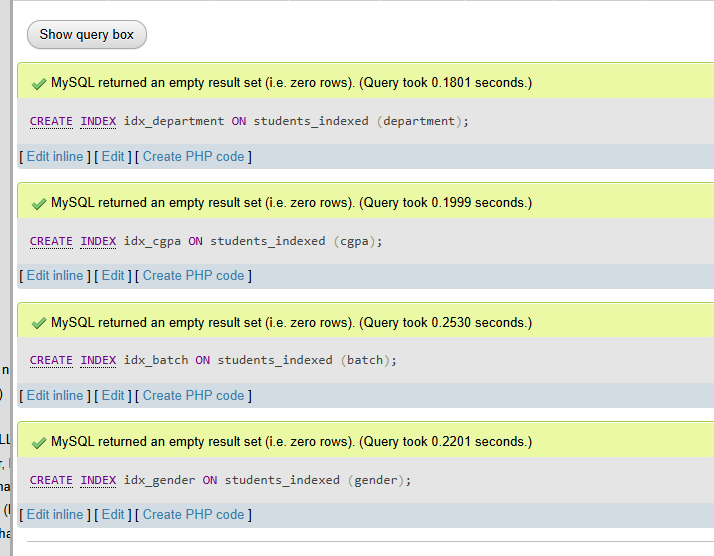 Show query box
MySQL returned an empty result set (i.e. zero rows). (Query took 0.1801 seconds.)
CREATE INDEX idx_department ON students_indexed (department);
[ Edit inline ] [ Edit ] [ Create PHP code ]
MySQL returned an empty result set (i.e. zero rows). (Query took 0.1999 seconds.)
CREATE INDEX idx_cgpa ON students_indexed (cgpa);
[ Edit inline ] [ Edit ] [ Create PHP code ]
MySQL returned an empty result set (i.e. zero rows). (Query took 0.2530 seconds.)
CREATE INDEX idx_batch ON students_indexed (batch);
[ Edit inline ] [ Edit ] [ Create PHP code ]
MySQL returned an empty result set (i.e. zero rows). (Query took 0.2201 seconds.)
CREATE INDEX idx_gender ON students_indexed (gender);
[ Edit inline ] [ Edit ] [ Create PHP code ]